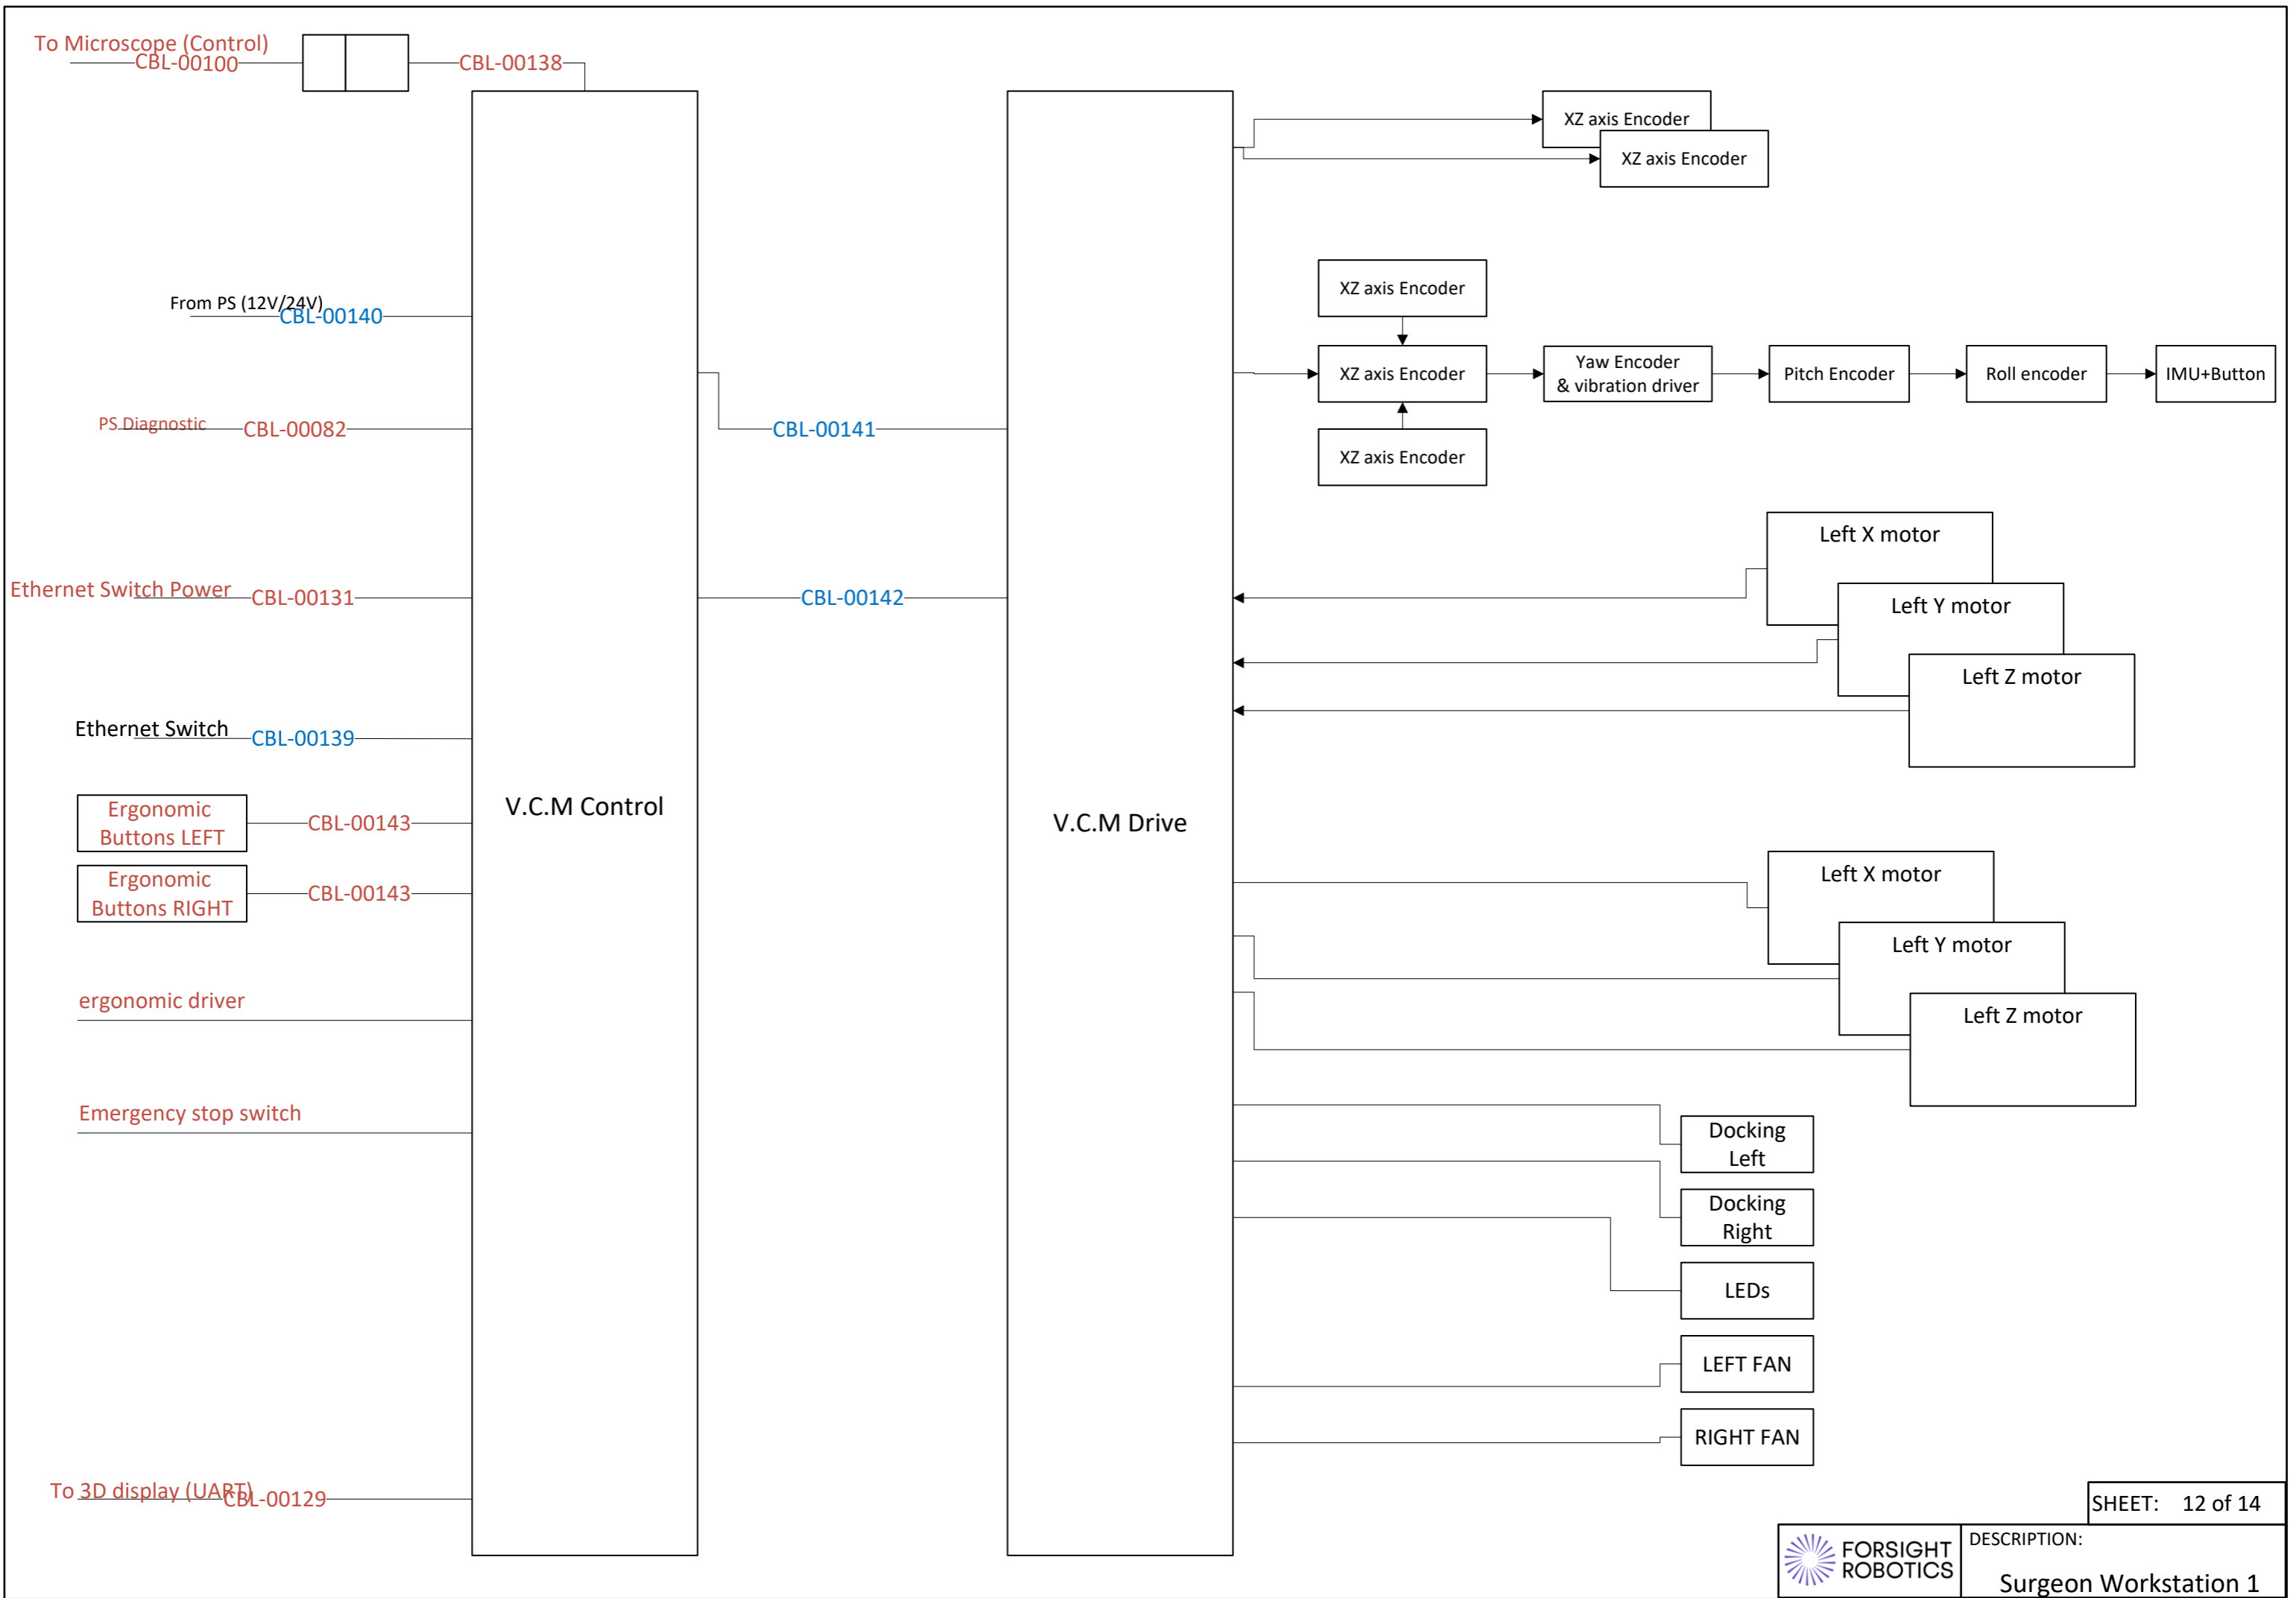 To Microscope (Control)
CBL-00100
CBL-00138
XZ axis Encoder
XZ axis Encoder
From PS (12V/24V)
CBL-00140
XZ axis Encoder
XZ axis Encoder
Yaw Encoder
& vibration driver
Pitch Encoder
Roll encoder
IMU+Button
XZ axis Encoder
PS Diagnostic
CBL-00082
CBL-00141
Ethernet Switch Power
CBL-00131
CBL-00142
Left X motor
Left Y motor
Left Z motor
Ethernet Switch
CBL-00139
Ergonomic
Buttons LEFT
CBL-00143
Ergonomic
Buttons RIGHT
CBL-00143
V.C.M Control
V.C.M Drive
Left X motor
Left Y motor
Left Z motor
ergonomic driver
Emergency stop switch
Docking
Left
Docking
Right
LEDs
LEFT FAN
RIGHT FAN
To 3D display (UART)
CBL-00129
SHEET: 12 of 14
FORSIGHT
ROBOTICS
DESCRIPTION:
Surgeon Workstation 1